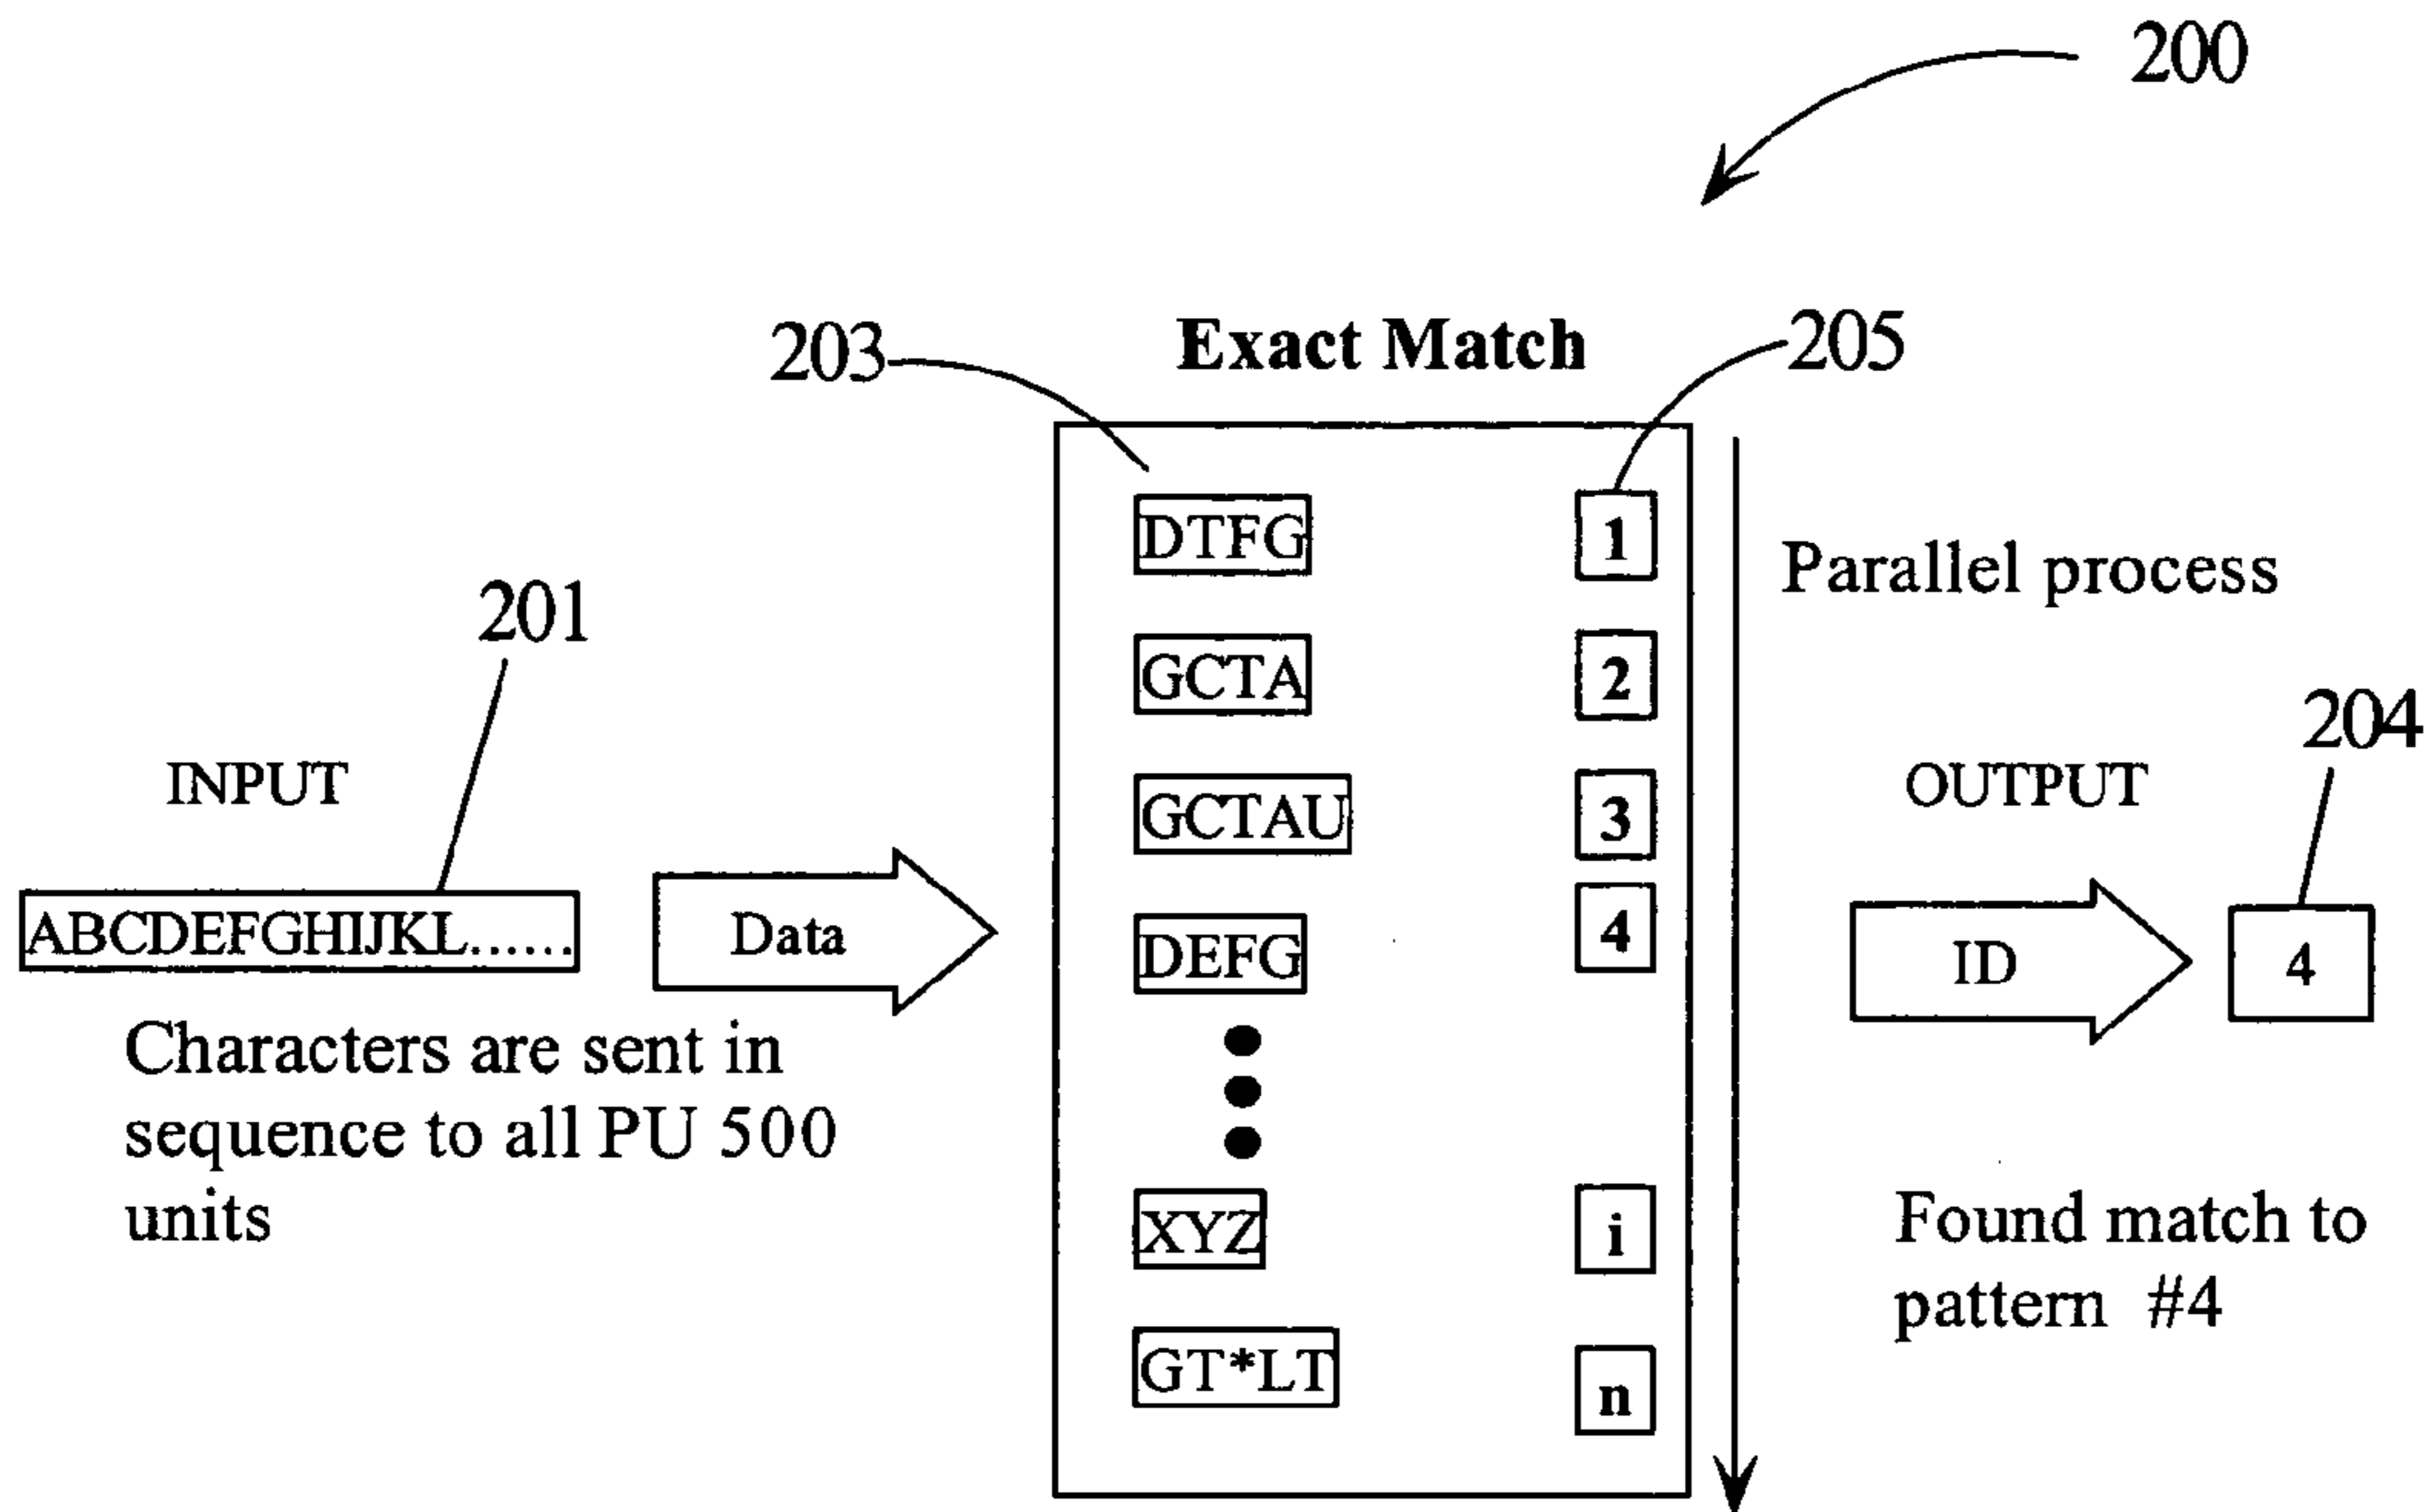 200
203
Exact Match
205
DTFG
1
Parallel process
201
GCTA
2
204
INPUT
GCTAU
3
OUTPUT
ABCDEFGHIJKL......
Data
DEFG
4
ID
4
Characters are sent in
sequence to all PU 500
units
XYZ
i
Found match to
pattern #4
GT*LT
n